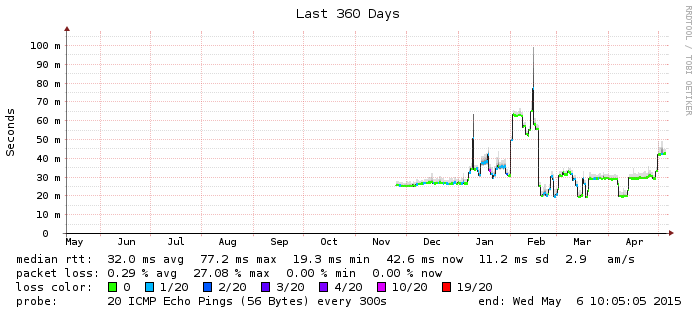 Last 360 Days
RRDTOOL / TOBI OETIKER
Seconds
100 m
90 m
80 m
70 m
60 m
50 m
40 m
30 m
20 m
10 m
0
May Jun Jul Aug Sep Oct Nov Dec Jan Feb Mar Apr
median rtt: 32.0 ms avg 77.2 ms max 19.3 ms min 42.6 ms now 11.2 ms sd 2.9 am/s
packet loss: 0.29 % avg 27.08 % max 0.00 % min 0.00 % now
loss color: 0 1/20 2/20 3/20 4/20 10/20 19/20
probe: 20 ICMP Echo Pings (56 Bytes) every 300s end: Wed May 6 10:05:05 2015